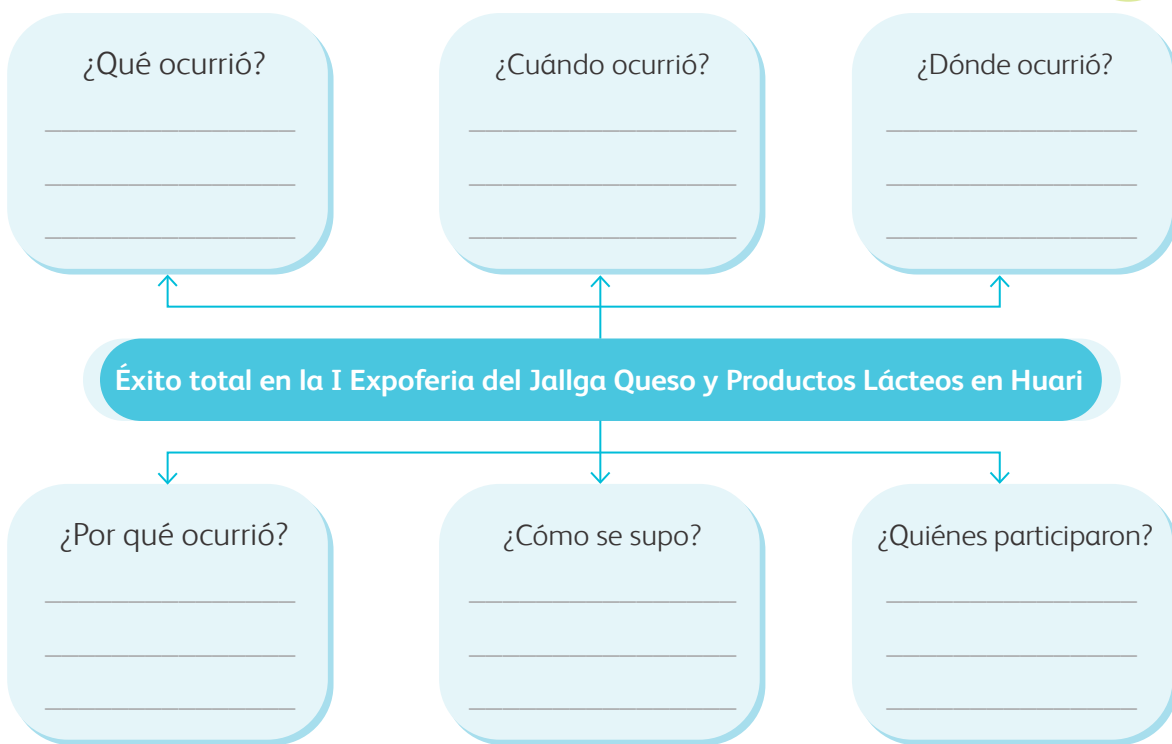 ¿Qué ocurrió?
¿Cuándo ocurrió?
¿Dónde ocurrió?
Éxito total en la I Expoferia del Jallga Queso y Productos Lácteos en Huari
¿Por qué ocurrió?
¿Cómo se supo?
¿Quiénes participaron?